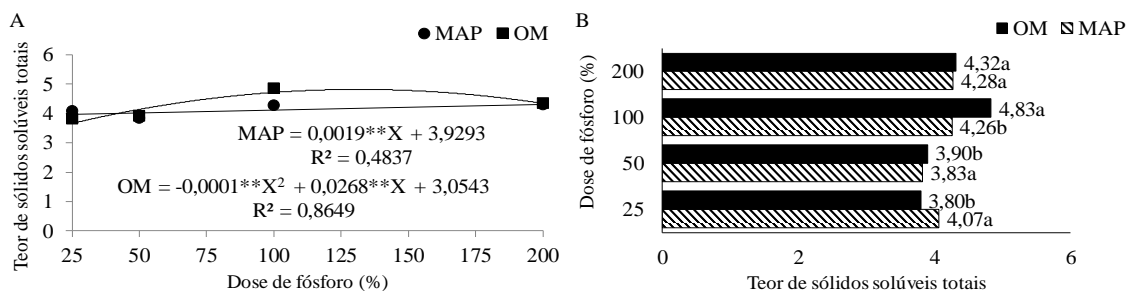 A
MAP OM
Teor de sólidos solúveis totais
6
5
4
3
2
1
0
MAP = 0,0019**X + 3,9293
R² = 0,4837
OM = -0,0001**X² + 0,0268**X + 3,0543
R² = 0,8649
25 50 75 100 125 150 175 200
Dose de fósforo (%)
B
OM MAP
Dose de fósforo (%)
200
4,32a
4,28a
100
4,83a
4,26b
50
3,90b
3,83a
25
3,80b
4,07a
0 2 4 6
Teor de sólidos solúveis totais